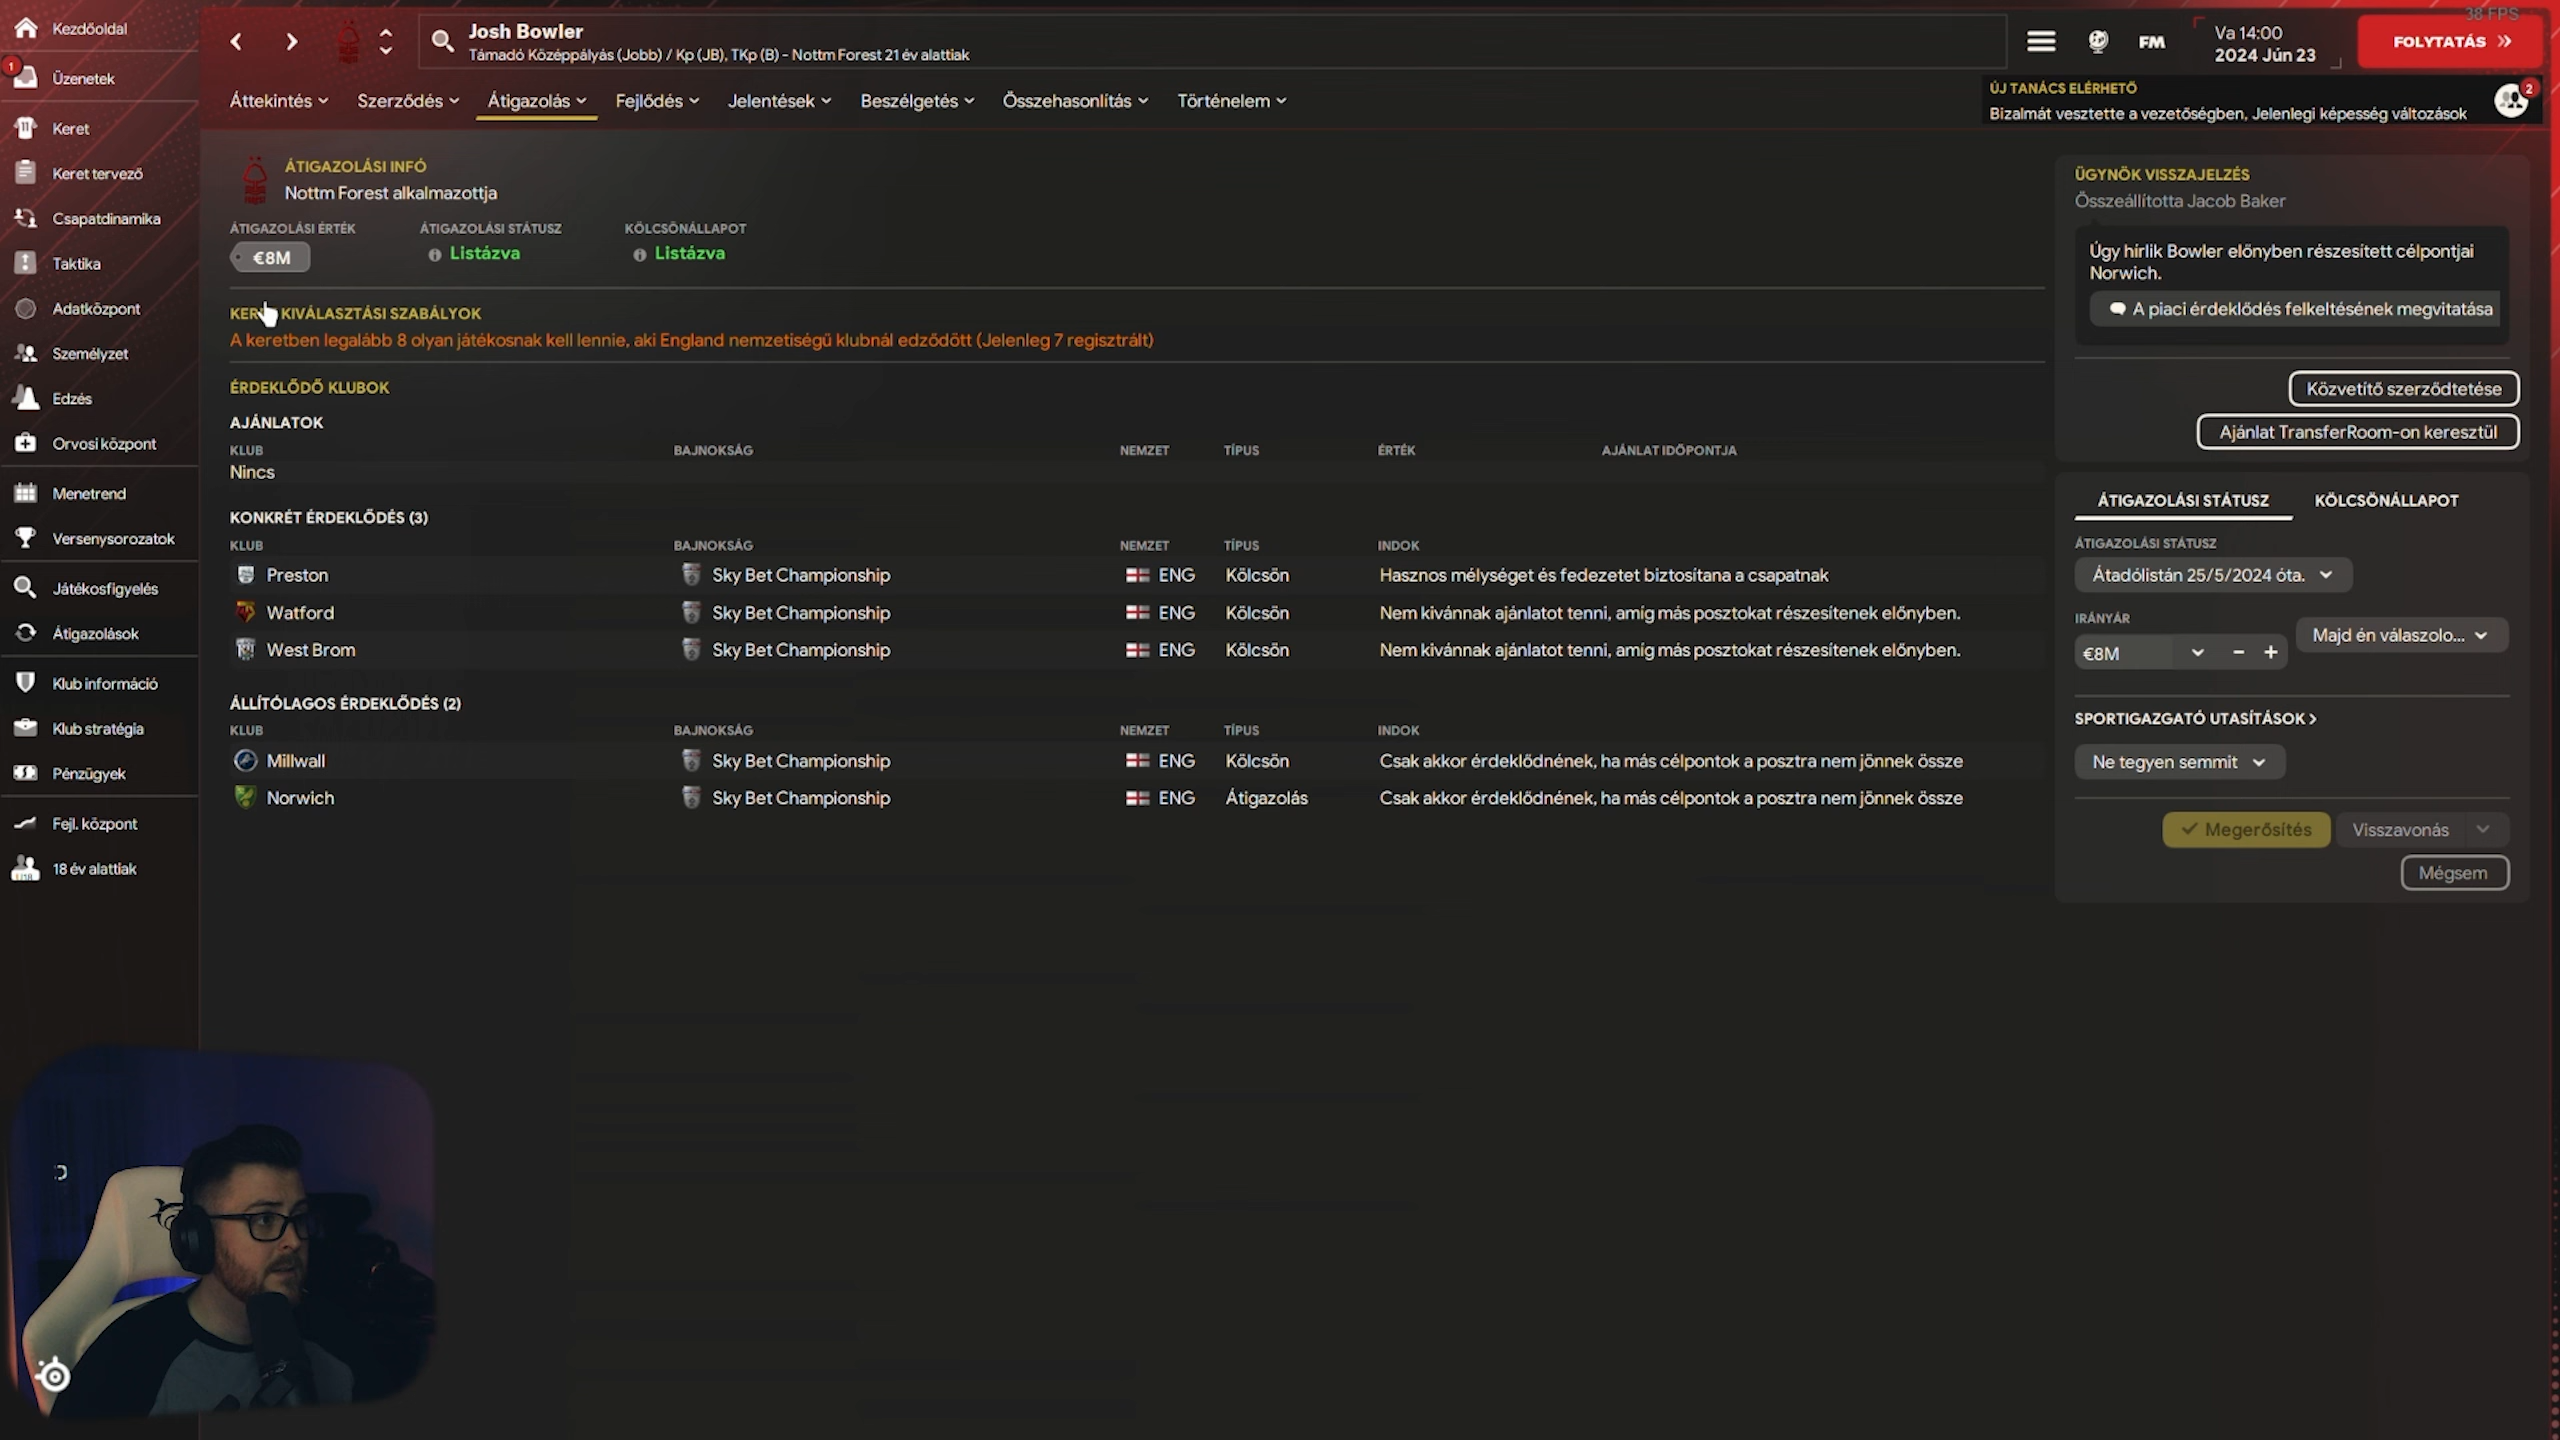 38 FPS
Kezdőoldal
1
Üzenetek
Keret
Keret tervező
Csapatdinamika
Taktika
Adatközpont
Személyzet
Edzés
Orvosi központ
Menetrend
Versenysorozatok
Játékosfigyelés
Átigazolások
Klub információ
Klub stratégia
Pénzügyek
Fejl. központ
18 év alattiak
Josh Bowler
Támadó Középpályás (Jobb) / Kp (JB), TKp (B) - Nottm Forest 21 év alattiak
FM
Va 14:00
2024 Jún 23
FOLYTATÁS
Áttekintés
Szerződés
Átigazolás
Fejlődés
Jelentések
Beszélgetés
Összehasonlítás
Történelem
ÚJ TANÁCS ELÉRHETŐ
Bizalmát vesztette a vezetőségben, Jelenlegi képesség változások
2
ÁTIGAZOLÁSI INFÓ
Nottm Forest alkalmazottja
ÁTIGAZOLÁSI ÉRTÉK
ÁTIGAZOLÁSI STÁTUSZ
KÖLCSÖNÁLLAPOT
€8M
Listázva
Listázva
KIVÁLASZTÁSI SZABÁLYOK
A keretben legalább 8 olyan játékosnak kell lennie, aki England nemzetiségű klubnál edződött (Jelenleg 7 regisztrált)
ÉRDEKLŐDŐ KLUBOK
AJÁNLATOK
KLUB BAJNOKSÁG NEMZET TÍPUS ÉRTÉK AJÁNLAT IDŐPONTJA
Nincs
KONKRÉT ÉRDEKLŐDÉS (3)
KLUB BAJNOKSÁG NEMZET TÍPUS INDOK
Preston Sky Bet Championship ENG Kölcsön Hasznos mélységet és fedezetet biztosítana a csapatnak
Watford Sky Bet Championship ENG Kölcsön Nem kivánnak ajánlatot tenni, amíg más posztokat részesítenek előnyben.
West Brom Sky Bet Championship ENG Kölcsön Nem kivánnak ajánlatot tenni, amíg más posztokat részesítenek előnyben.
ÁLLÍTÓLAGOS ÉRDEKLŐDÉS (2)
KLUB BAJNOKSÁG NEMZET TÍPUS INDOK
Millwall Sky Bet Championship ENG Kölcsön Csak akkor érdeklődnének, ha más célpontok a posztra nem jönnek össze
Norwich Sky Bet Championship ENG Átigazolás Csak akkor érdeklődnének, ha más célpontok a posztra nem jönnek össze
ÜGYNÖK VISSZAJELZÉS
Összeállította Jacob Baker
Úgy hírlik Bowler előnyben részesített célpontjai
Norwich.
A piaci érdeklődés felkeltésének megvitatása
Közvetítő szerződtetése
Ajánlat TransferRoom-on keresztül
ÁTIGAZOLÁSI STÁTUSZ
KÖLCSÖNÁLLAPOT
ÁTIGAZOLÁSI STÁTUSZ
Átadólistán 25/5/2024 óta.
IRÁNYÁR
€8M
Majd én válaszolo...
SPORTIGAZGATÓ UTASÍTÁSOK >
Ne tegyen semmit
Megerősítés
Visszavonás
Mégsem